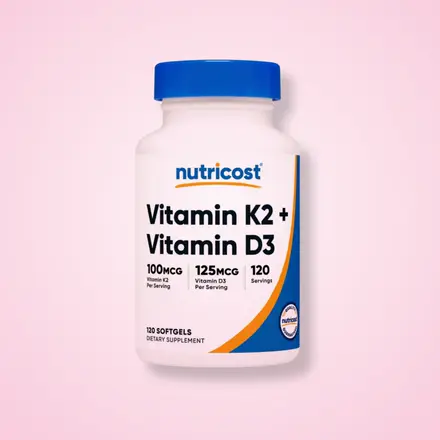 nutricost®
Vitamin K2 +
Vitamin D3
100MCG
Vitamin K2
Per Serving
125MCG
Vitamin D3
Per Serving
120
Servings
120 SOFTGELS
DIETARY SUPPLEMENT
nutricost